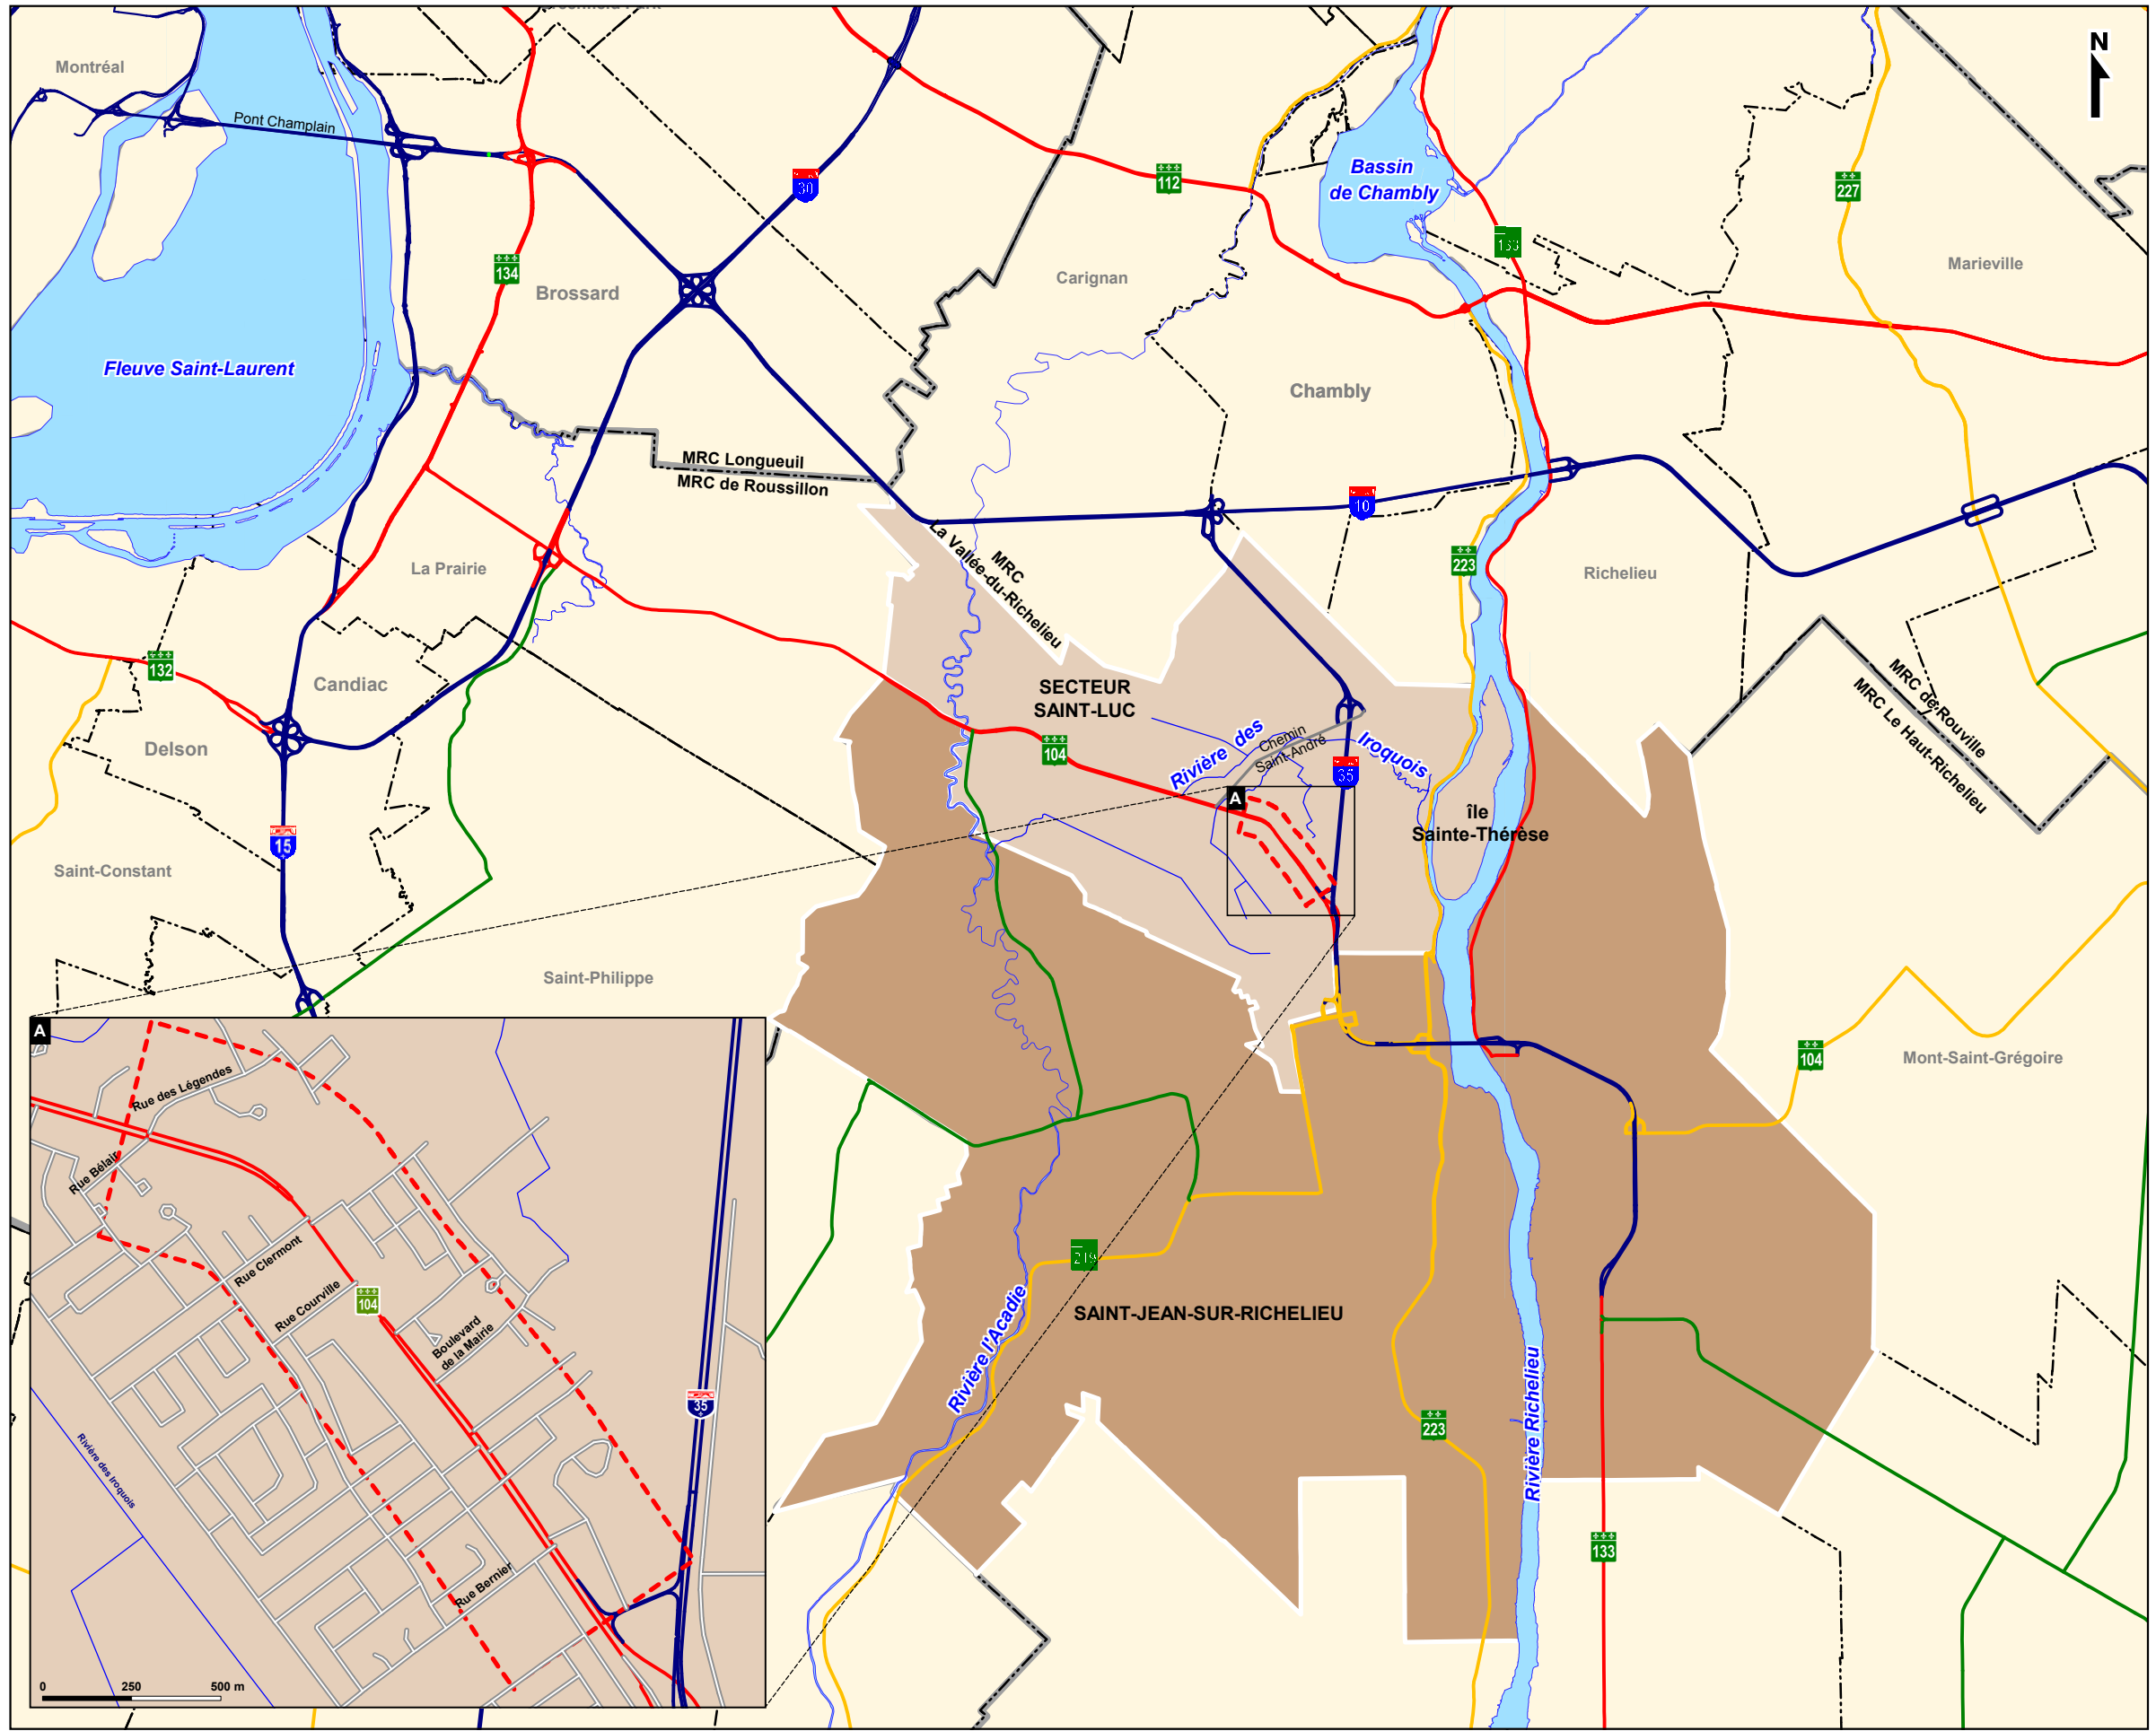 N
Montréal
Pont Champlain
30
112
Bassin
de Chambly
227
133
134
Brossard
Carignan
Marieville
Fleuve Saint-Laurent
Chambly
MRC Longueuil
MRC de Roussillon
10
La Prairie
MRC
La Vallée-du-Richelieu
223
Richelieu
132
Candiac
SECTEUR
SAINT-LUC
MRC de Rouville
MRC Le Haut-Richelieu
Delson
104
Rivière des
Iroquois
Chemin
Saint-André
35
A
île
Sainte-Thérèse
15
Saint-Constant
Saint-Philippe
104
Mont-Saint-Grégoire
219
SAINT-JEAN-SUR-RICHELIEU
Rivière l'Acadie
Rivière Richelieu
223
133
A
Rue des Légendes
Rue Bélair
Rue Clermont
Rue Courville
104
Boulevard
de la Mairie
35
Rivière des Iroquois
Rue Bernier
0 250 500 m